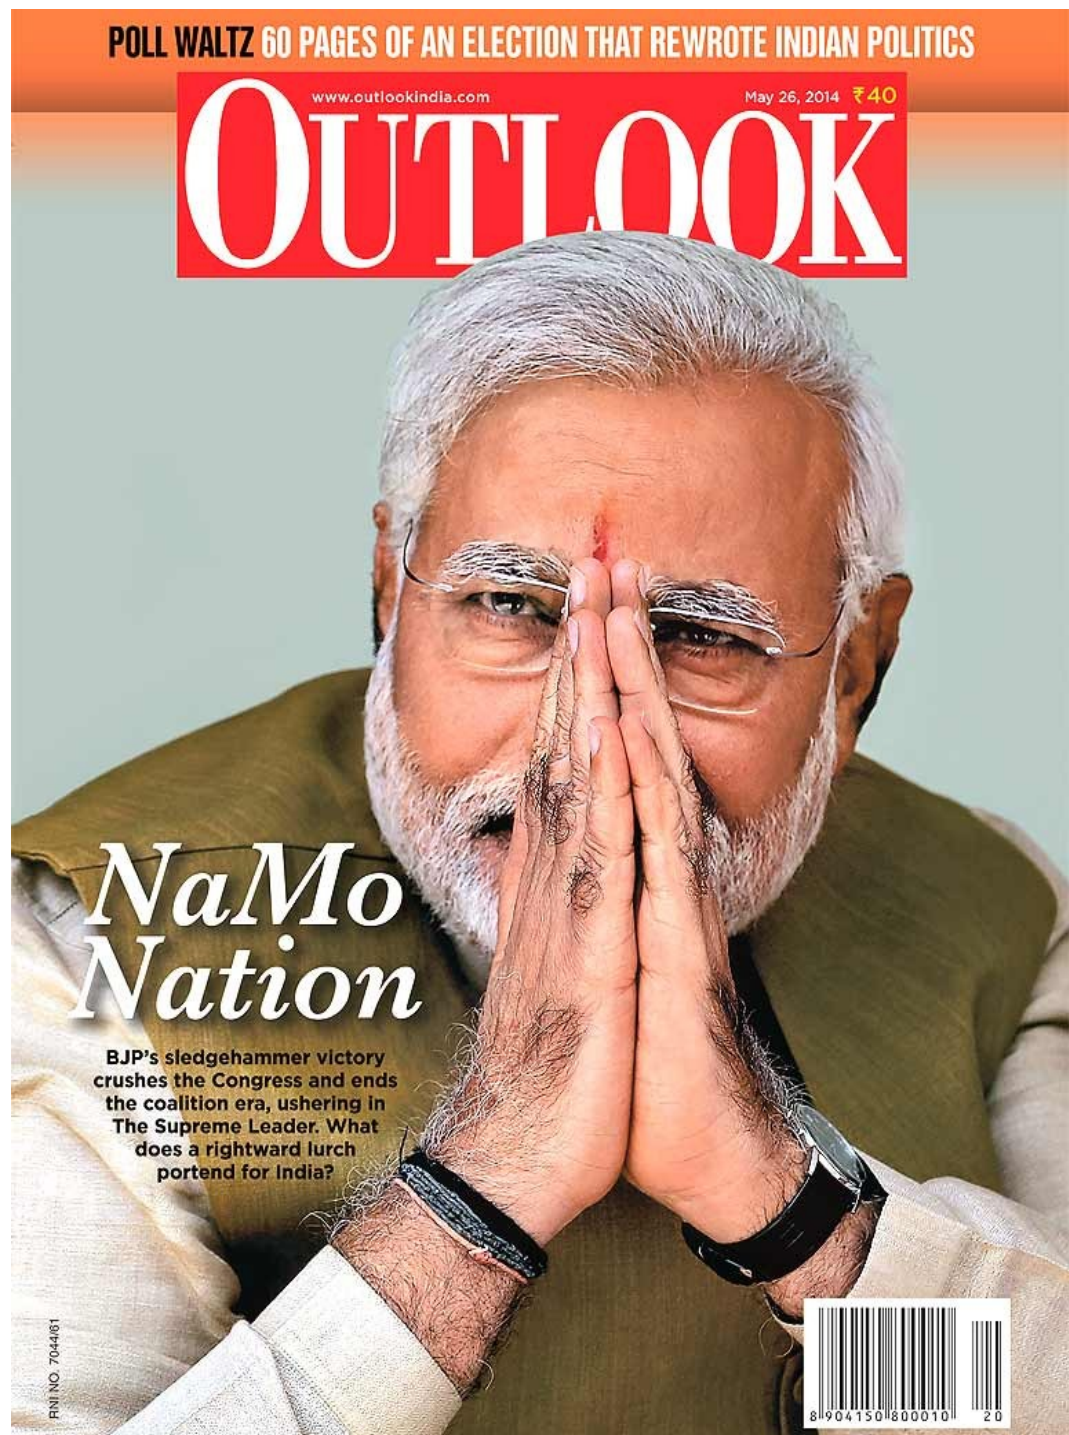 POLL WALTZ 60 PAGES OF AN ELECTION THAT REWROTE INDIAN POLITICS
www.outlookindia.com
May 26, 2014 ₹40
OUTLOOK
NaMo
Nation
BJP's sledgehammer victory
crushes the Congress and ends
the coalition era, ushering in
The Supreme Leader. What
does a rightward lurch
portend for India?
RNI NO. 7044/61
8 904150 800010
20